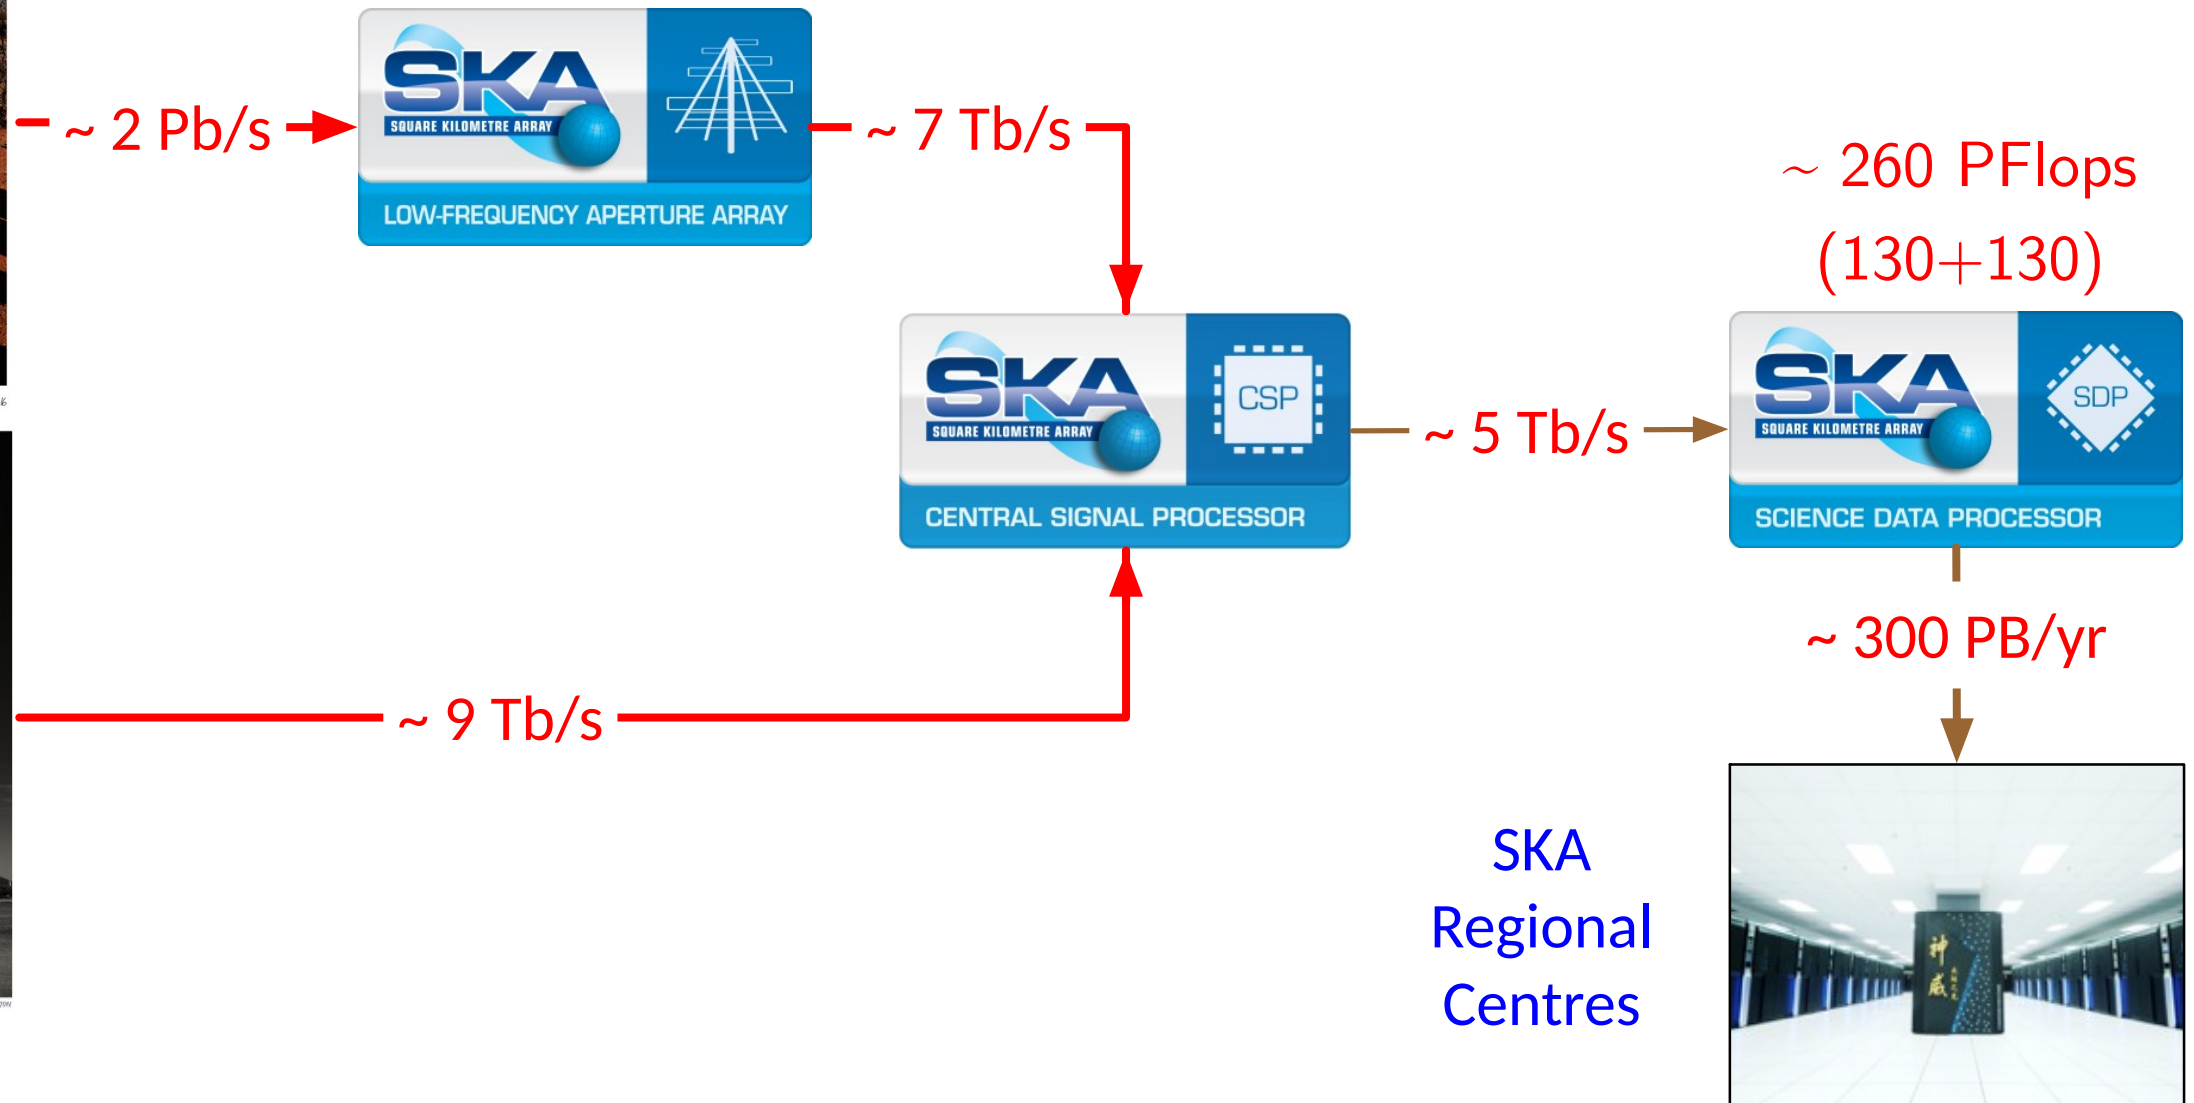 ~ 2 Pb/s
SKA
SQUARE KILOMETRE ARRAY
LOW-FREQUENCY APERTURE ARRAY
~ 7 Tb/s
~ 260 PFlops
(130+130)
SKA
SQUARE KILOMETRE ARRAY
CSP
CENTRAL SIGNAL PROCESSOR
~ 5 Tb/s
SKA
SQUARE KILOMETRE ARRAY
SDP
SCIENCE DATA PROCESSOR
~ 300 PB/yr
~ 9 Tb/s
SKA
Regional
Centres
神威